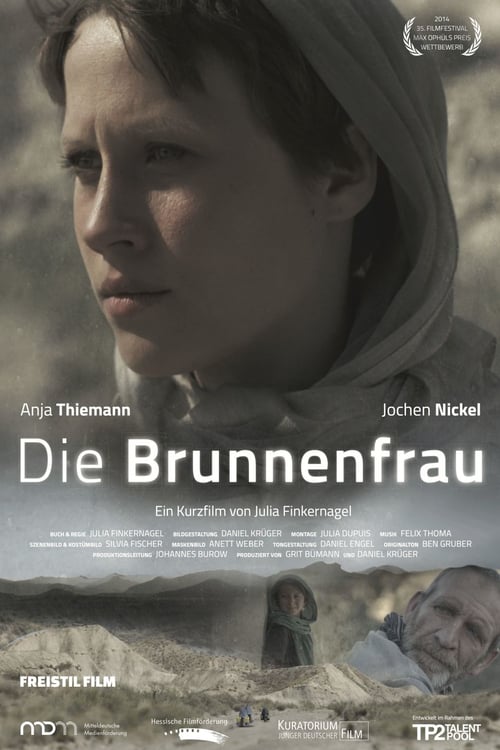 2014
35. FILMFESTIVAL
MAX OPHÜLS PREIS
WETTBEWERB
Anja Thiemann
Jochen Nickel
Die Brunnenfrau
Ein Kurzfilm von Julia Finkernagel
BUCH & REGIE JULIA FINKERNAGEL BILDGESTALTUNG DANIEL KRÜGER MONTAGE JULIA DUPUIS MUSIK FELIX THOMA
SZENENBILD & KOSTÜMBILD SILVIA FISCHER MASKENBILD ANETT WEBER TONGESTALTUNG DANIEL ENGEL ORIGINALTON BEN GRUBER
PRODUKTIONSLEITUNG JOHANNES BUROW PRODUZIERT VON GRIT BÜMANN UND DANIEL KRÜGER
FREISTIL FILM
mDm
Mitteldeutsche
Medienförderung
Hessische Filmförderung
KURATORIUM
JUNGER DEUTSCHER FILM
Entwickelt im Rahmen des
TP2 TALENT
POOL